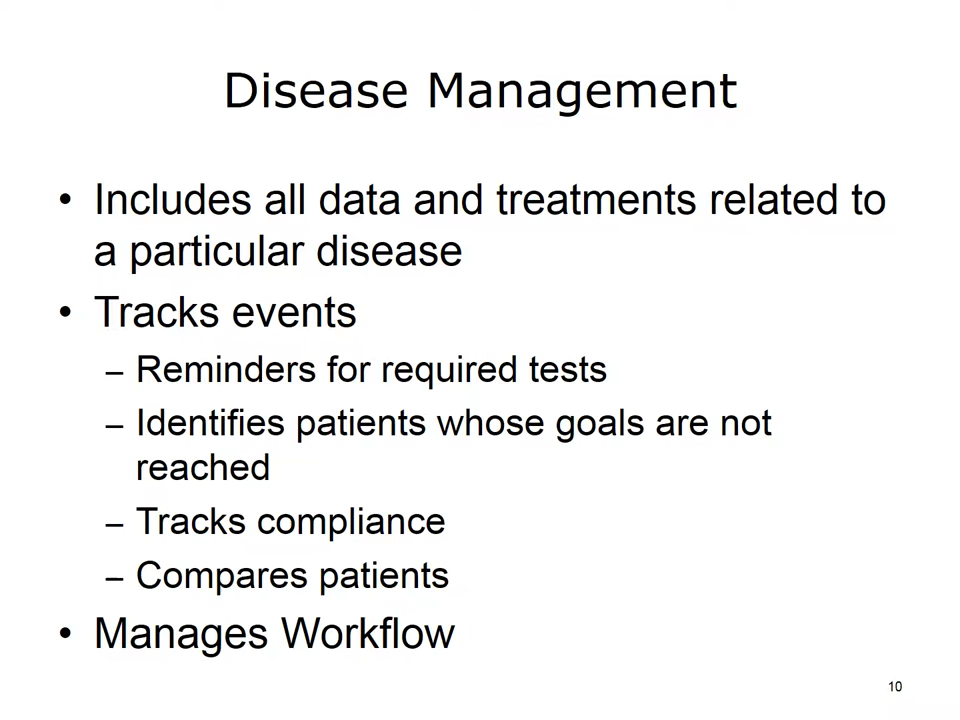 Disease Management
• Includes all data and treatments related to
a particular disease
• Tracks events
– Reminders for required tests
– Identifies patients whose goals are not
reached
– Tracks compliance
– Compares patients
• Manages Workflow
10